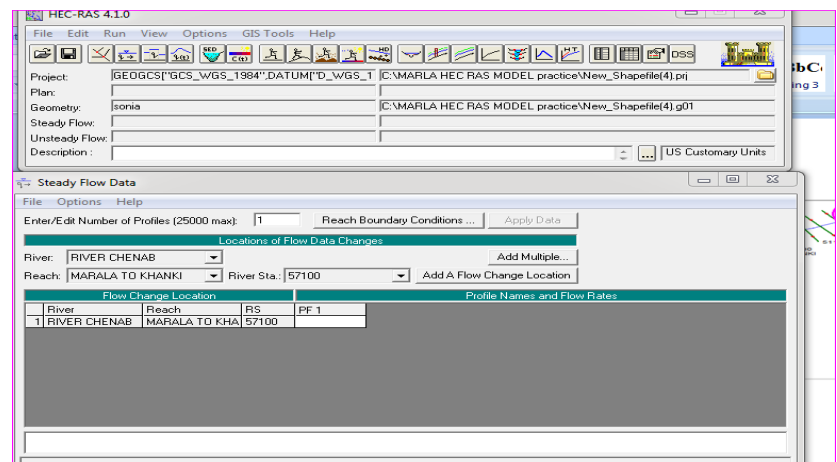 HEC-RAS 4.1.0
File Edit Run View Options GIS Tools Help
SED DSS
bC
Project: GEOGCS["GCS_WGS_1984",DATUM["D_WGS_1 C:\MARLA HEC RAS MODEL practice\New_Shapefile(4).prj
ing 3
Plan:
Geometry: sonia C:\MARLA HEC RAS MODEL practice\New_Shapefile(4).g01
Steady Flow:
Unsteady Flow:
Description : ... US Customary Units
Steady Flow Data
File Options Help
Enter/Edit Number of Profiles (25000 max): 1 Reach Boundary Conditions ... Apply Data
Locations of Flow Data Changes
River: RIVER CHENAB Add Multiple...
Reach: MARALA TO KHANKI River Sta.: 57100 Add A Flow Change Location
Flow Change Location Profile Names and Flow Rates
River Reach RS PF 1
1 RIVER CHENAB MARALA TO KHA 57100